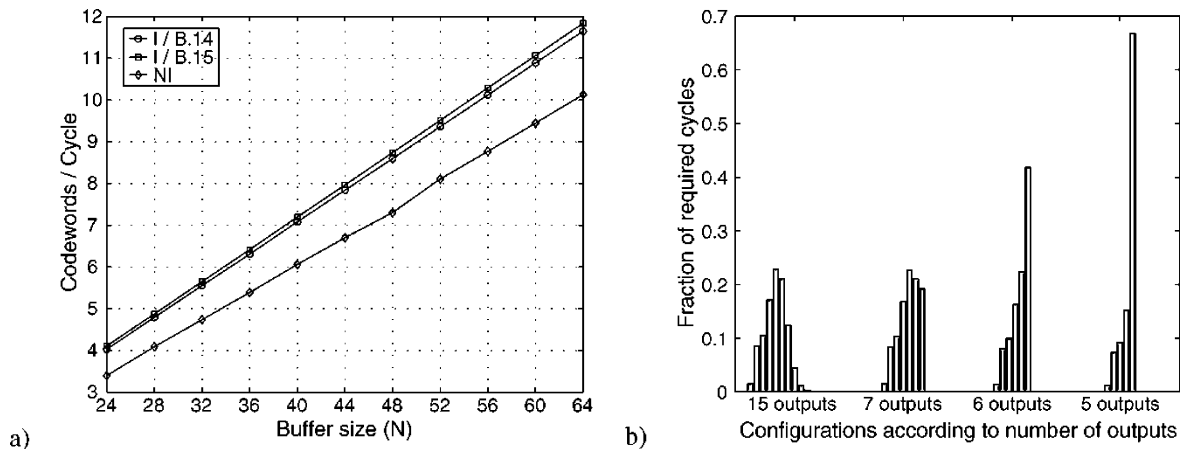 12
11
10
9
8
7
6
5
4
3
Codewords / Cycle
I / B.14
I / B.15
NI
24 28 32 36 40 44 48 52 56 60 64
Buffer size (N)
a)
0.7
0.6
0.5
0.4
0.3
0.2
0.1
0
Fraction of required cycles
15 outputs 7 outputs 6 outputs 5 outputs
Configurations according to number of outputs
b)